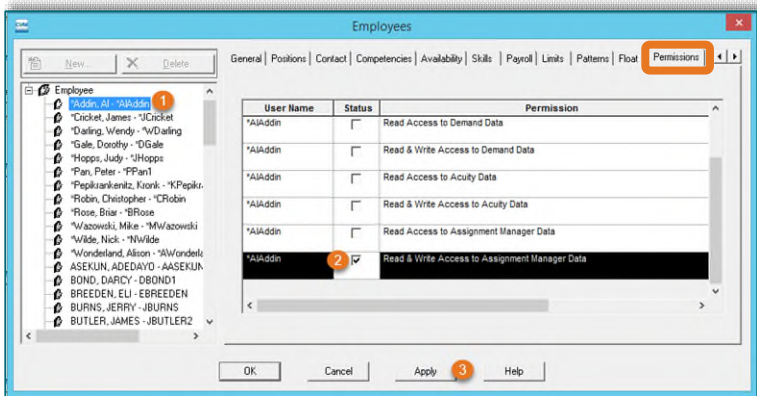 Employees
New...
Delete
General
Positions
Contact
Competencies
Availability
Skills
Payroll
Limits
Patterns
Float
Permissions
Employee
*Addin, Al - *AlAddin
1
*Cricket, James - *JCricket
*Darling, Wendy - *WDarling
*Gale, Dorothy - *DGale
*Hopps, Judy - *JHopps
*Pan, Peter - *PPan1
*Pepikrankenitz, Kronk - *KPepikr
*Robin, Christopher - *CRobin
*Rose, Briar - *BRose
*Wazowski, Mike - *MWazowski
*Wilde, Nick - *NWilde
*Wonderland, Alison - *AWonderla
ASEKUN, ADEDAYO - AASEKUN
BOND, DARCY - DBOND1
BREEDEN, ELI - EBREEDEN
BURNS, JERRY - JBURNS
BUTLER, JAMES - JBUTLER2
User Name Status Permission
*AlAddin Read Access to Demand Data
*AlAddin Read & Write Access to Demand Data
*AlAddin Read Access to Acuity Data
*AlAddin Read & Write Access to Acuity Data
*AlAddin Read Access to Assignment Manager Data
*AlAddin 2 Read & Write Access to Assignment Manager Data
OK
Cancel
Apply
3
Help